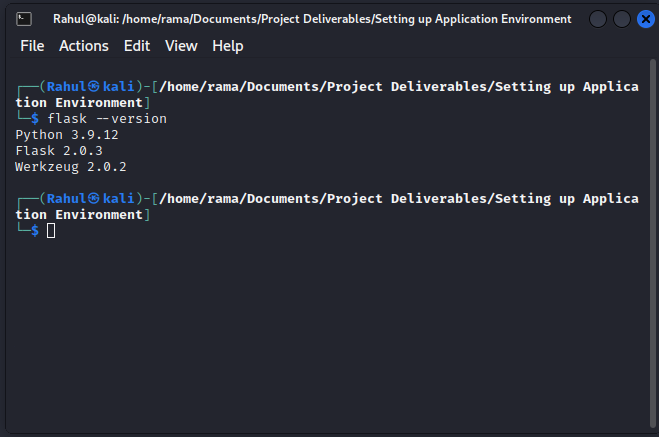 Rahul@kali: /home/rama/Documents/Project Deliverables/Setting up Application Environment
File Actions Edit View Help
┌──(Rahul㉿kali)-[/home/rama/Documents/Project Deliverables/Setting up Applica
tion Environment]
└─$ flask --version
Python 3.9.12
Flask 2.0.3
Werkzeug 2.0.2
┌──(Rahul㉿kali)-[/home/rama/Documents/Project Deliverables/Setting up Applica
tion Environment]
└─$